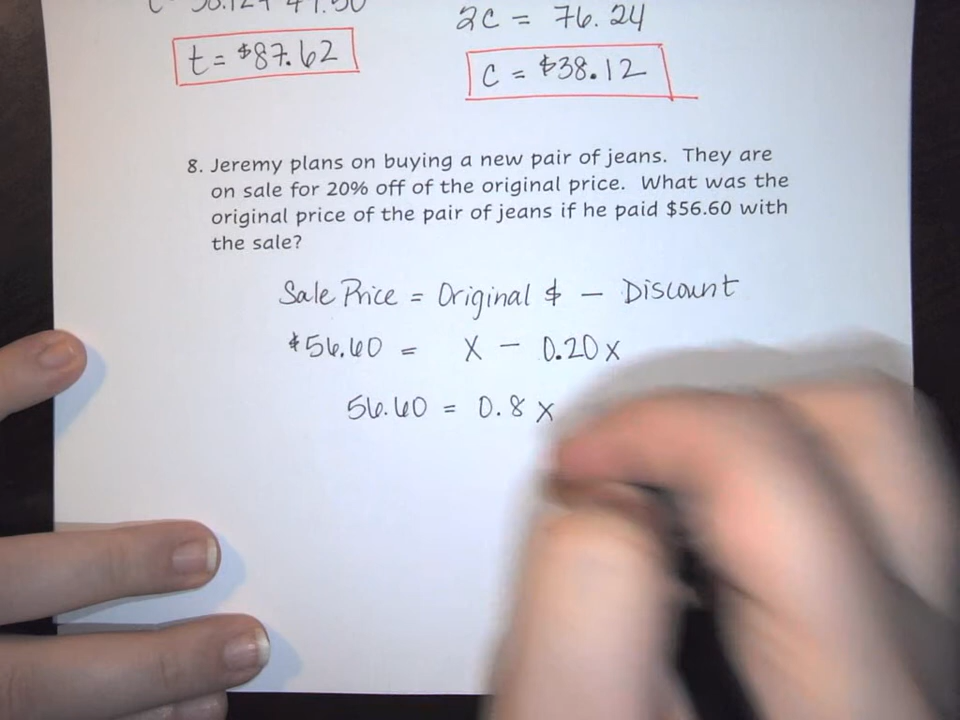 t = $87.62
2c = 76.24
c = $38.12
8. Jeremy plans on buying a new pair of jeans. They are
on sale for 20% off of the original price. What was the
original price of the pair of jeans if he paid $56.60 with
the sale?
Sale Price = Original $ - Discount
$56.60 = x - 0.20x
56.60 = 0.8x